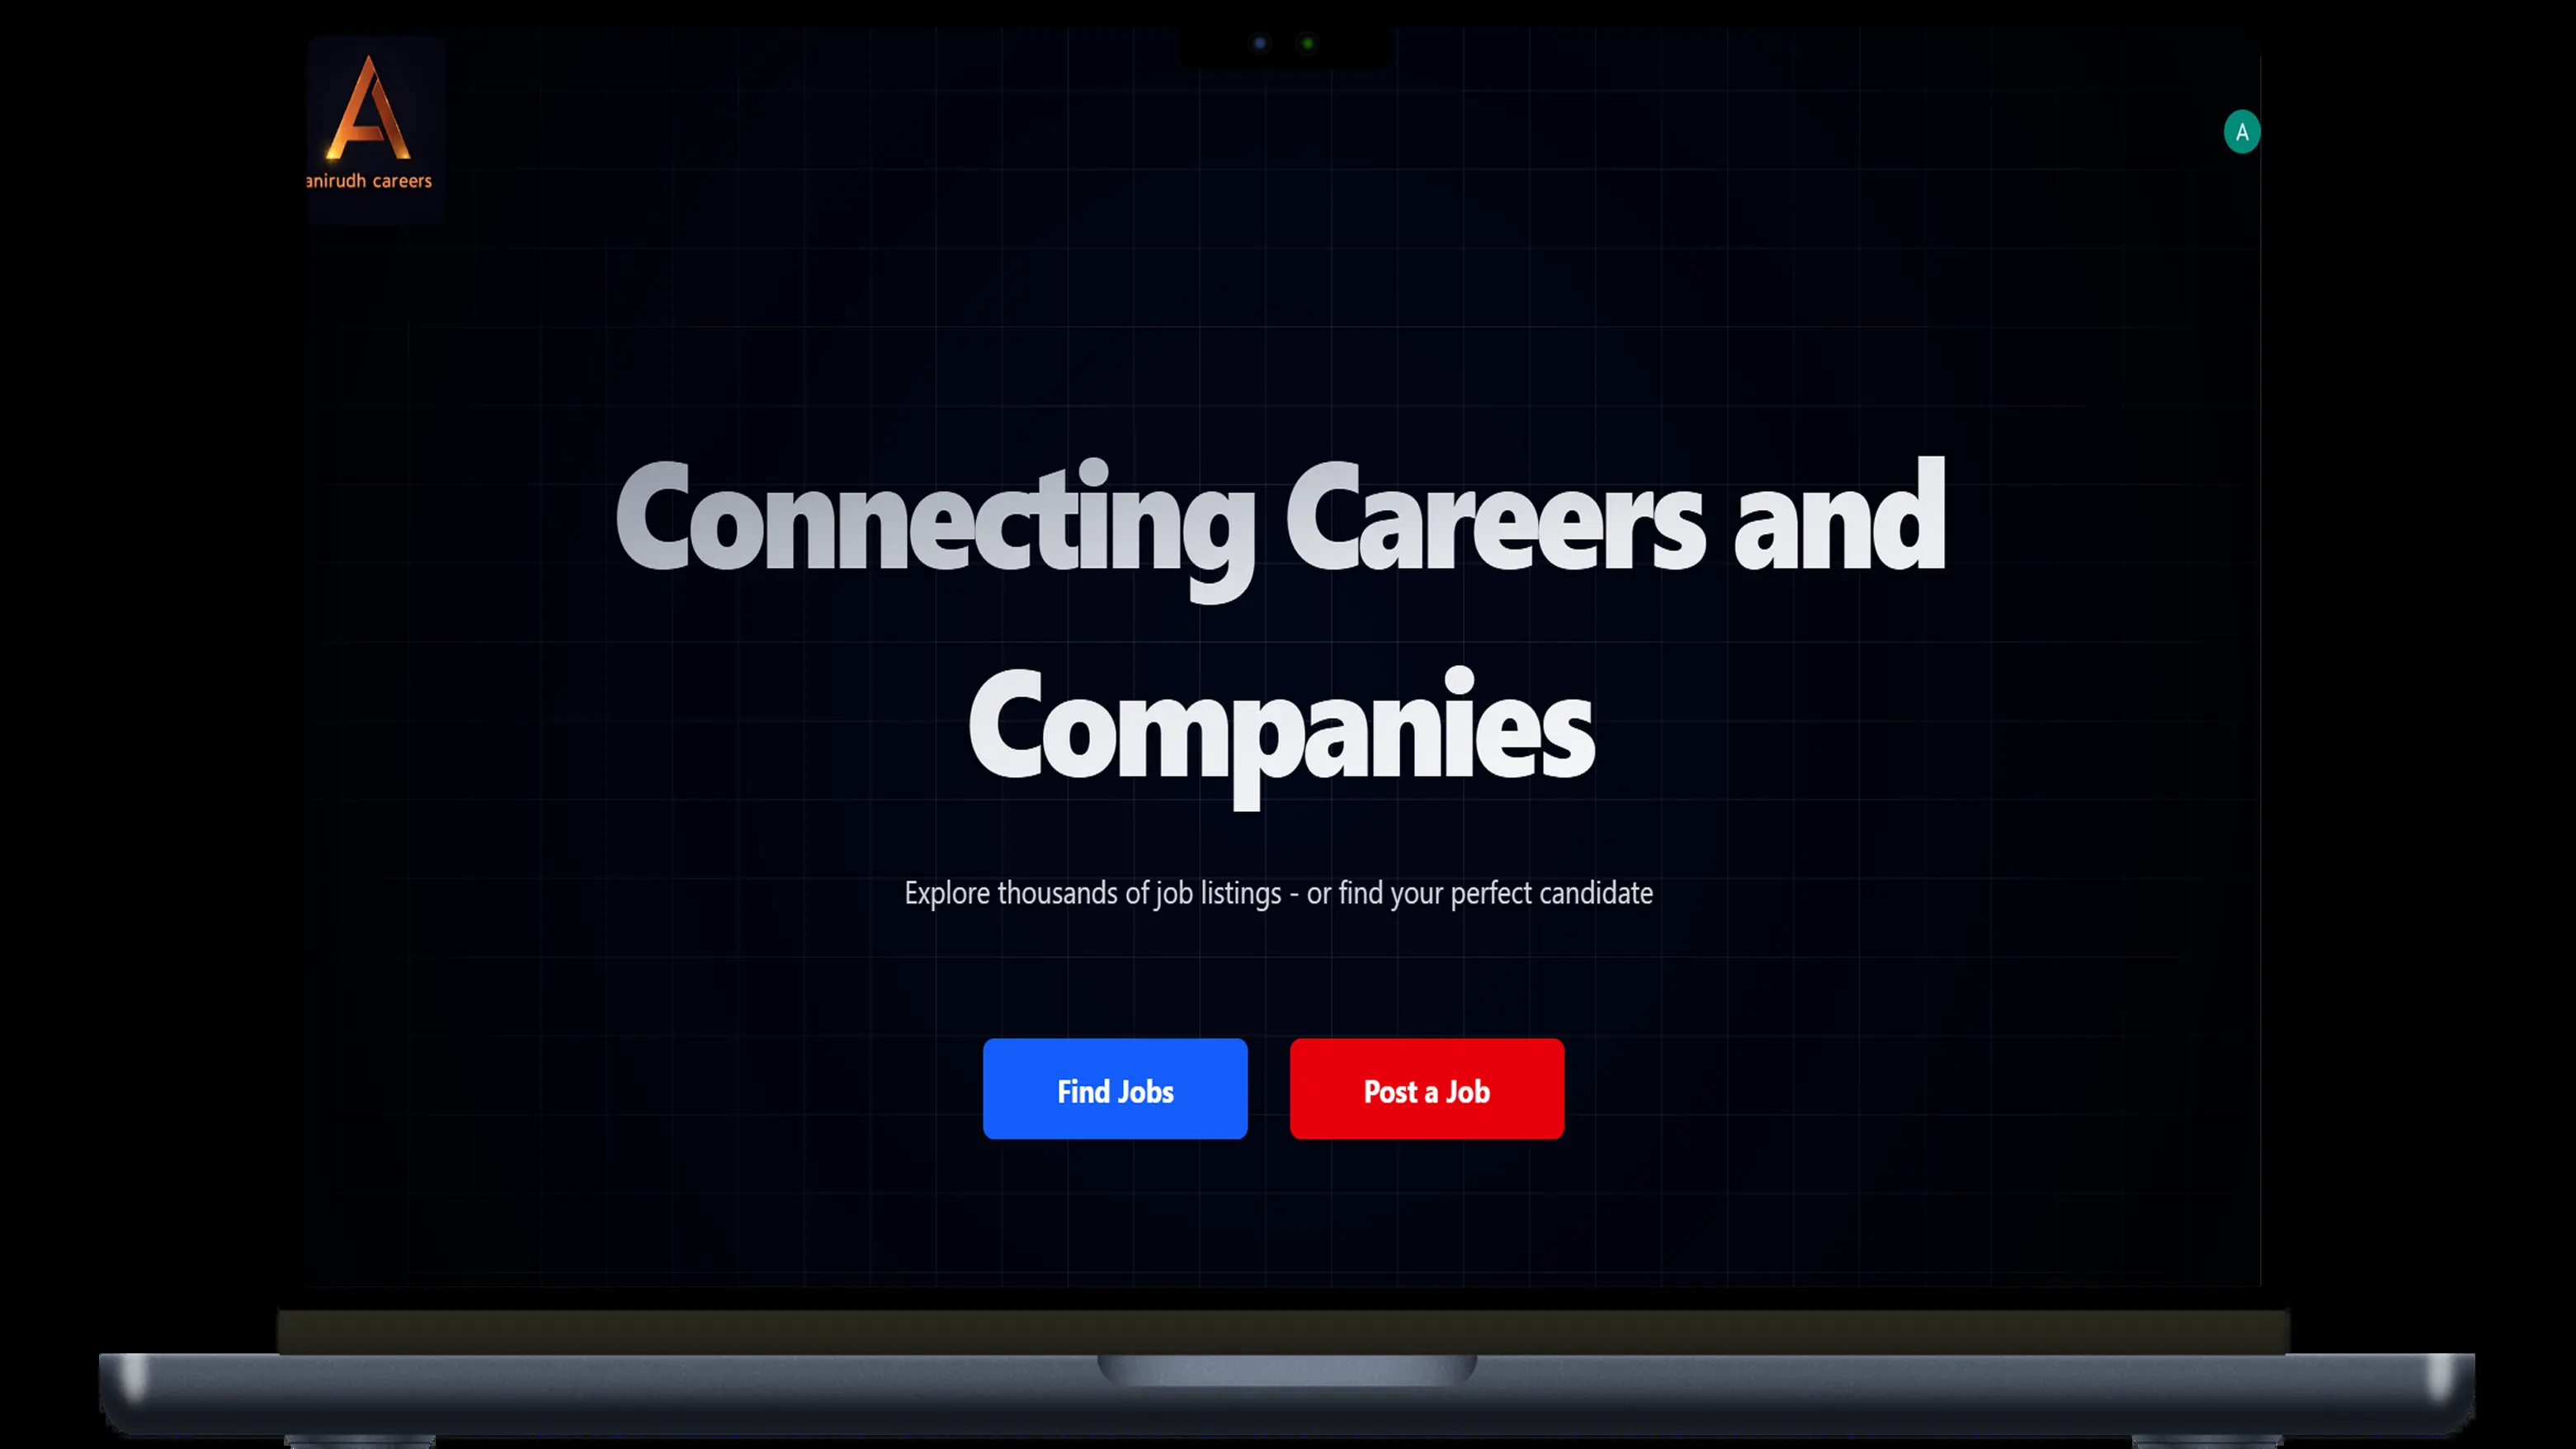 anirudh careers
A
Connecting Careers and
Companies
Explore thousands of job listings - or find your perfect candidate
Find Jobs
Post a Job